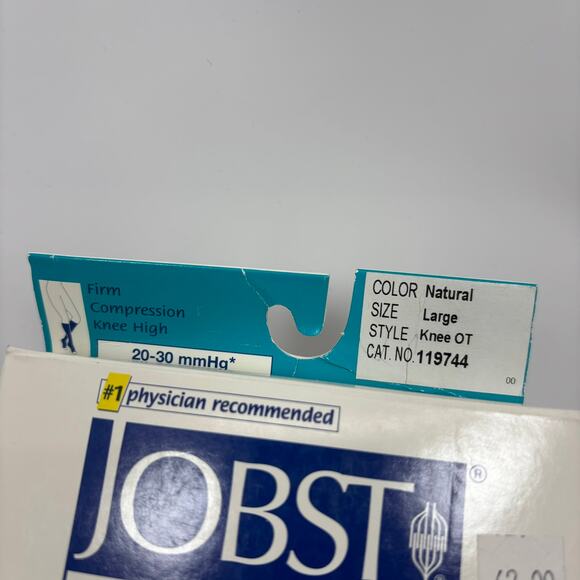 Firm
Compression
Knee High
20-30 mmHg*
COLOR Natural
SIZE Large
STYLE Knee OT
CAT. NO. 119744
00
#1 physician recommended
JOBST®